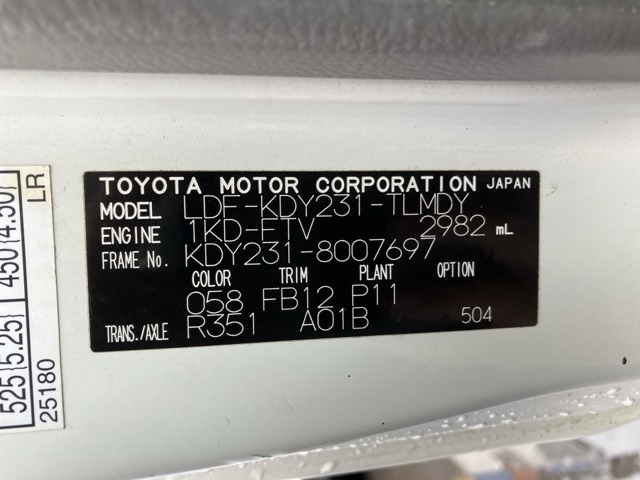 TOYOTA MOTOR CORPORATION JAPAN
MODEL LDF-KDY231-TLMDY
ENGINE 1KD-FTV 2982 mL
FRAME No. KDY231-8007697
COLOR TRIM PLANT OPTION
058 FB12 P11
TRANS./AXLE R351 A01B 504
525(5.25) 450(4.50)
LR
25180